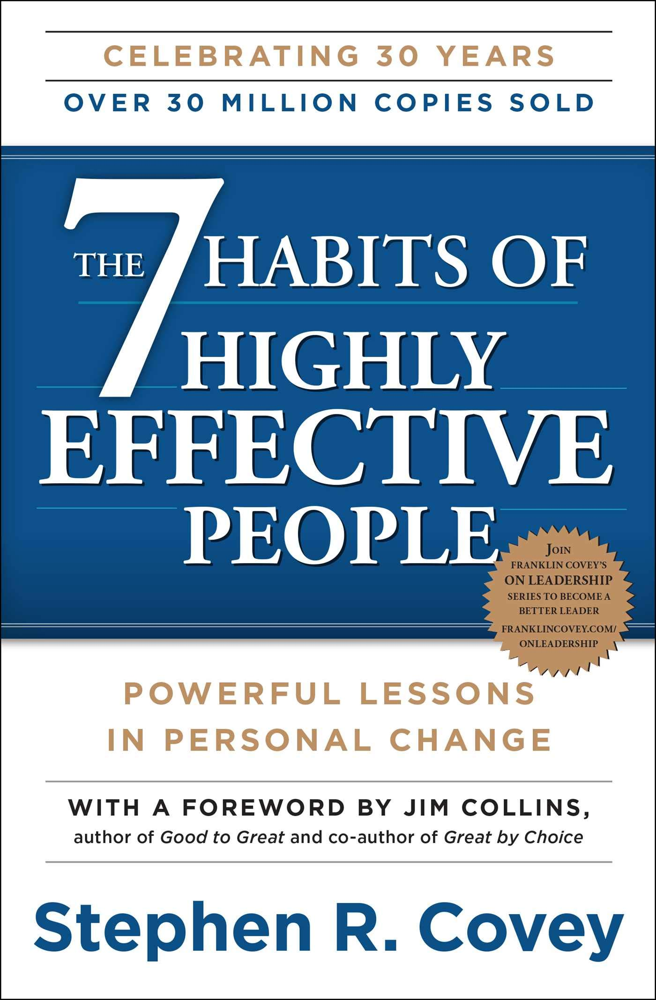 CELEBRATING 30 YEARS
OVER 30 MILLION COPIES SOLD
THE 7 HABITS OF
HIGHLY
EFFECTIVE
PEOPLE
JOIN
FRANKLIN COVEY'S
ON LEADERSHIP
SERIES TO BECOME A
BETTER LEADER
FRANKLINCOVEY.COM/
ONLEADERSHIP
POWERFUL LESSONS
IN PERSONAL CHANGE
WITH A FOREWORD BY JIM COLLINS,
author of Good to Great and co-author of Great by Choice
Stephen R. Covey